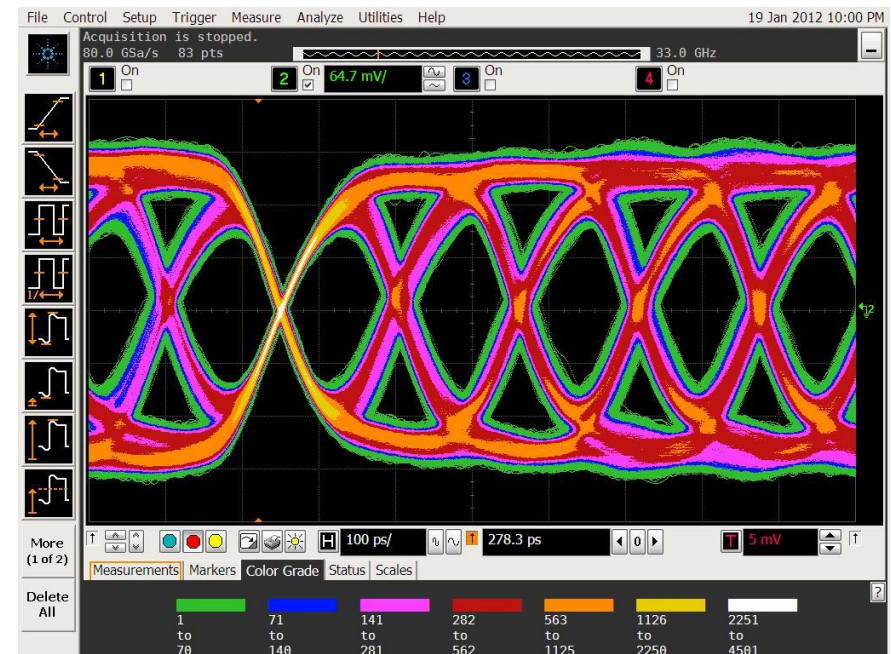 File Control Setup Trigger Measure Analyze Utilities Help 19 Jan 2012 10:00 PM
Acquisition is stopped.
80.0 GSa/s 83 pts 33.0 GHz
1 On 2 On 64.7 mV/ 3 On 4 On
1/
2
More
(1 of 2)
Delete
All
H 100 ps/ 278.3 ps 0 T 5 mV
Measurements Markers Color Grade Status Scales
?
1 71 141 282 563 1126 2251
to to to to to to to
70 140 281 562 1125 2250 4501